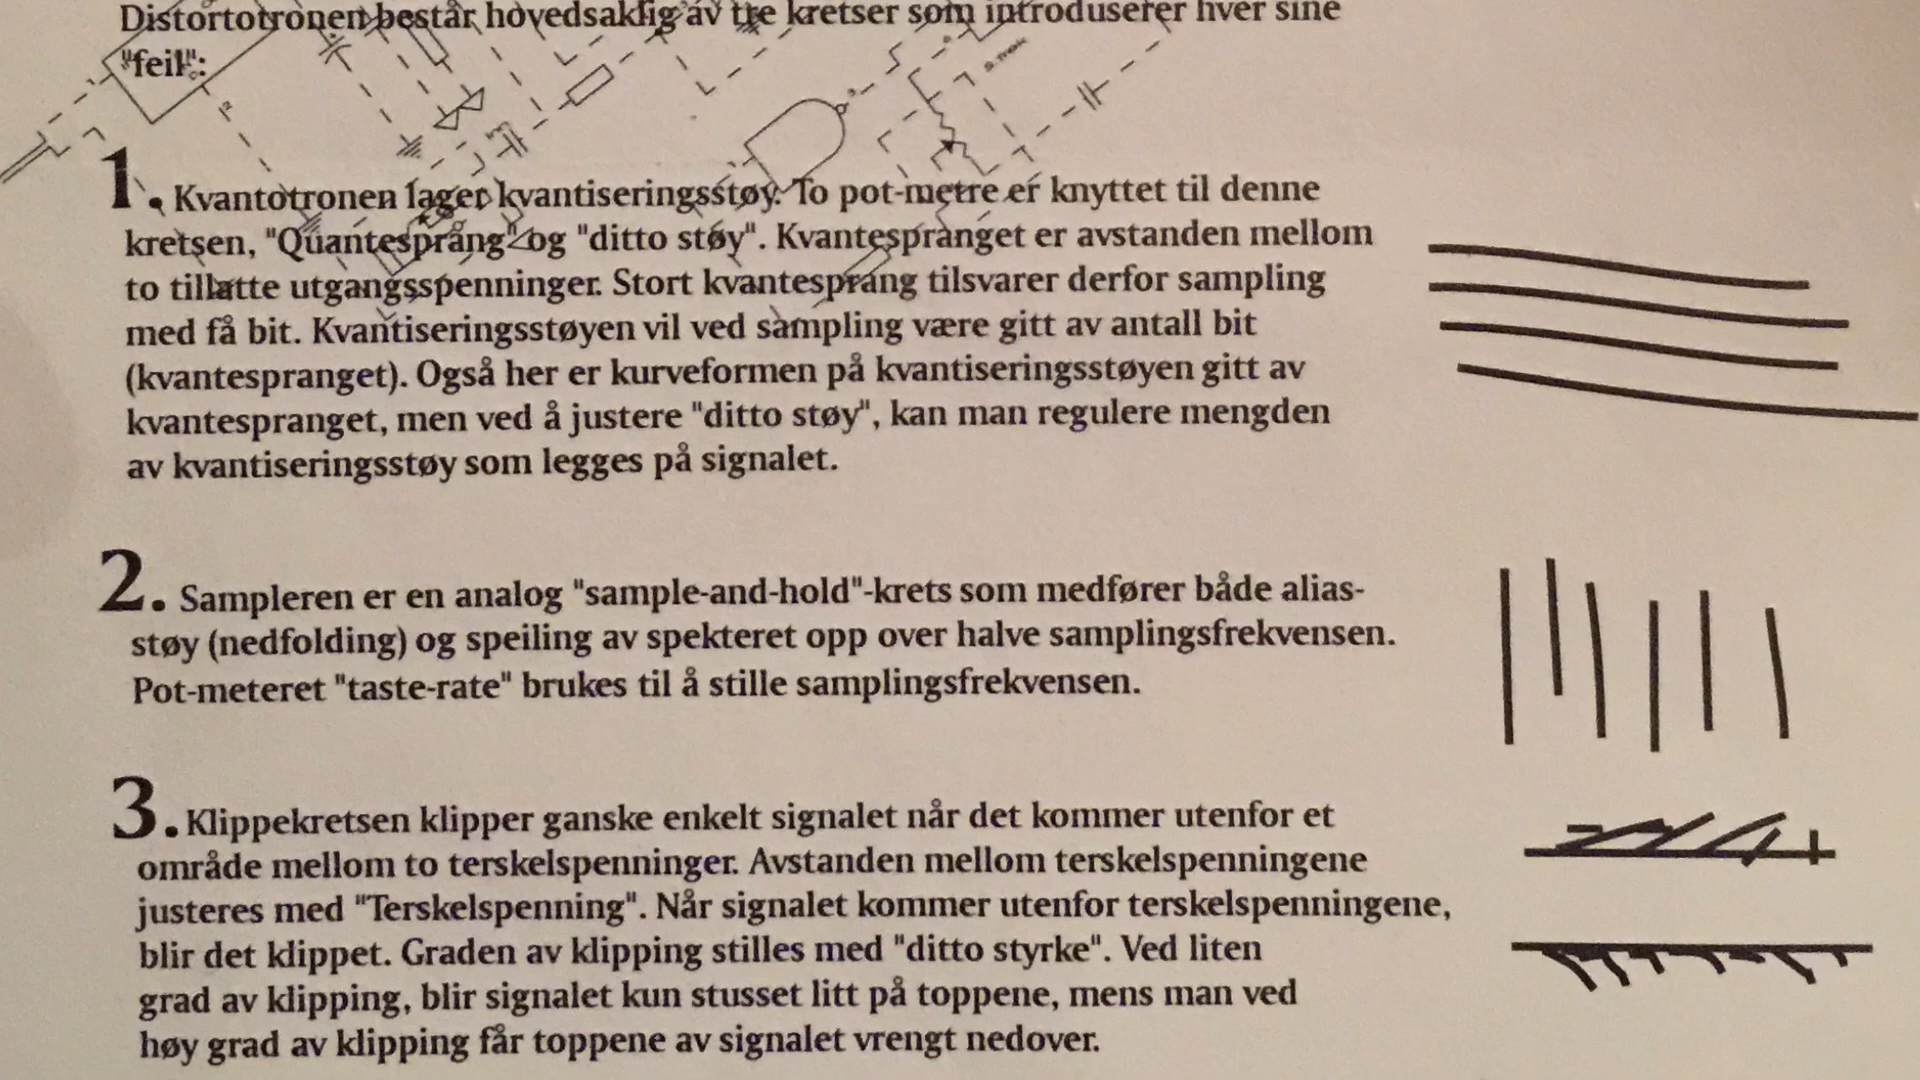 Distortotronen består hovedsaklig av tre kretser som introduserer hver sine
"feil":
1. Kvantotronen lager kvantiseringsstøy. To pot-metre er knyttet til denne
kretsen, "Quantesprång" og "ditto støy". Kvantespranget er avstanden mellom
to tillatte utgangsspenninger. Stort kvantesprang tilsvarer derfor sampling
med få bit. Kvantiseringsstøyen vil ved sampling være gitt av antall bit
(kvantespranget). Også her er kurveformen på kvantiseringsstøyen gitt av
kvantespranget, men ved å justere "ditto støy", kan man regulere mengden
av kvantiseringsstøy som legges på signalet.
2. Sampleren er en analog "sample-and-hold"-krets som medfører både alias-
støy (nedfolding) og speiling av spekteret opp over halve samplingsfrekvensen.
Pot-meteret "taste-rate" brukes til å stille samplingsfrekvensen.
3. Klippekretsen klipper ganske enkelt signalet når det kommer utenfor et
område mellom to terskelspenninger. Avstanden mellom terskelspenningene
justeres med "Terskelspenning". Når signalet kommer utenfor terskelspenningene,
blir det klippet. Graden av klipping stilles med "ditto styrke". Ved liten
grad av klipping, blir signalet kun stusset litt på toppene, mens man ved
høy grad av klipping får toppene av signalet vrengt nedover.